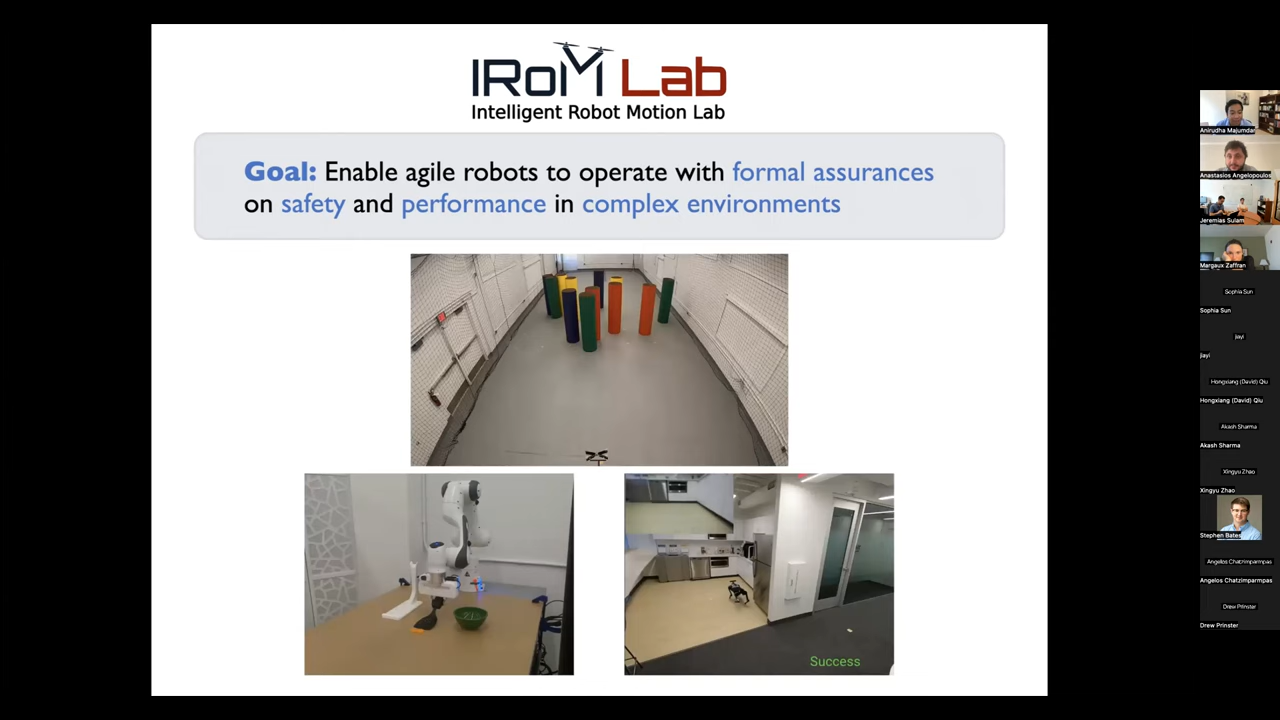 IRoM Lab
Intelligent Robot Motion Lab
Goal: Enable agile robots to operate with formal assurances
on safety and performance in complex environments
Success
Anirudha Majumdar
Anastasios Angelopoulos
Jeremias Sulam
Margaux Zaffran
Sophia Sun
Sophia Sun
Jiayi
Jiayi
Hongxiang (David) Qiu
Hongxiang (David) Qiu
Akash Sharma
Akash Sharma
Xingyu Zhao
Xingyu Zhao
Stephen Bates
Angelos Chatzimparmpas
Angelos Chatzimparmpas
Drew Prinster
Drew Prinster